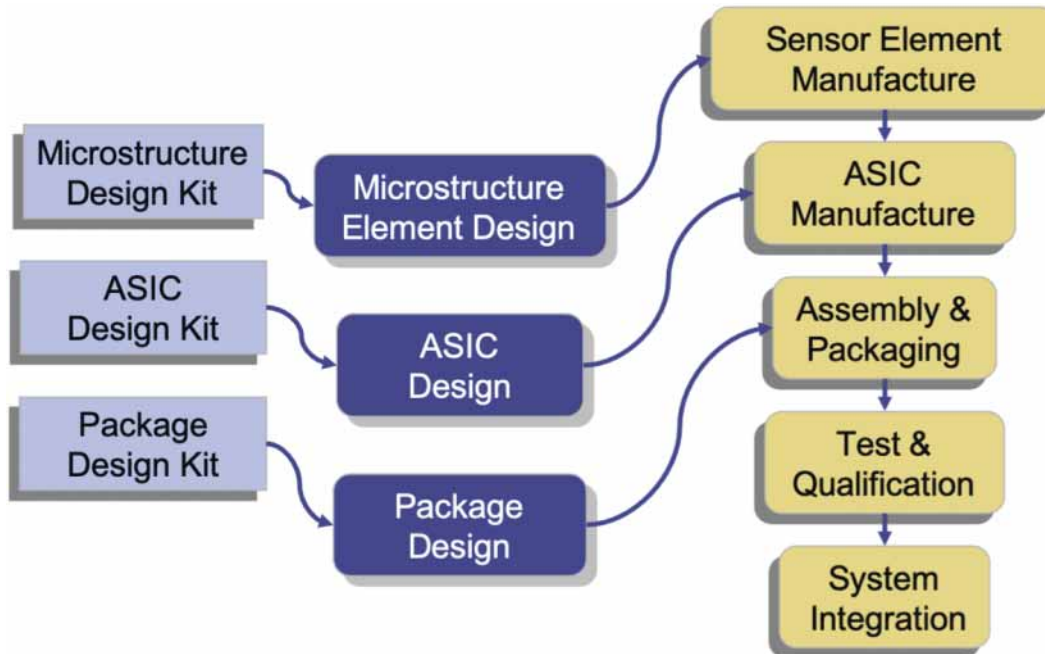 Sensor Element
Manufacture
Microstructure
Design Kit
Microstructure
Element Design
ASIC
Manufacture
ASIC
Design Kit
ASIC
Design
Assembly &
Packaging
Package
Design Kit
Package
Design
Test &
Qualification
System
Integration